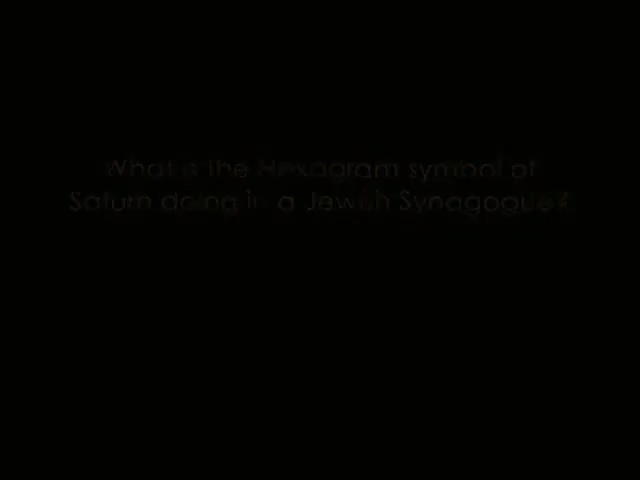 What is the Hexagram symbol of
Saturn doing in a Jewish Synagogue?